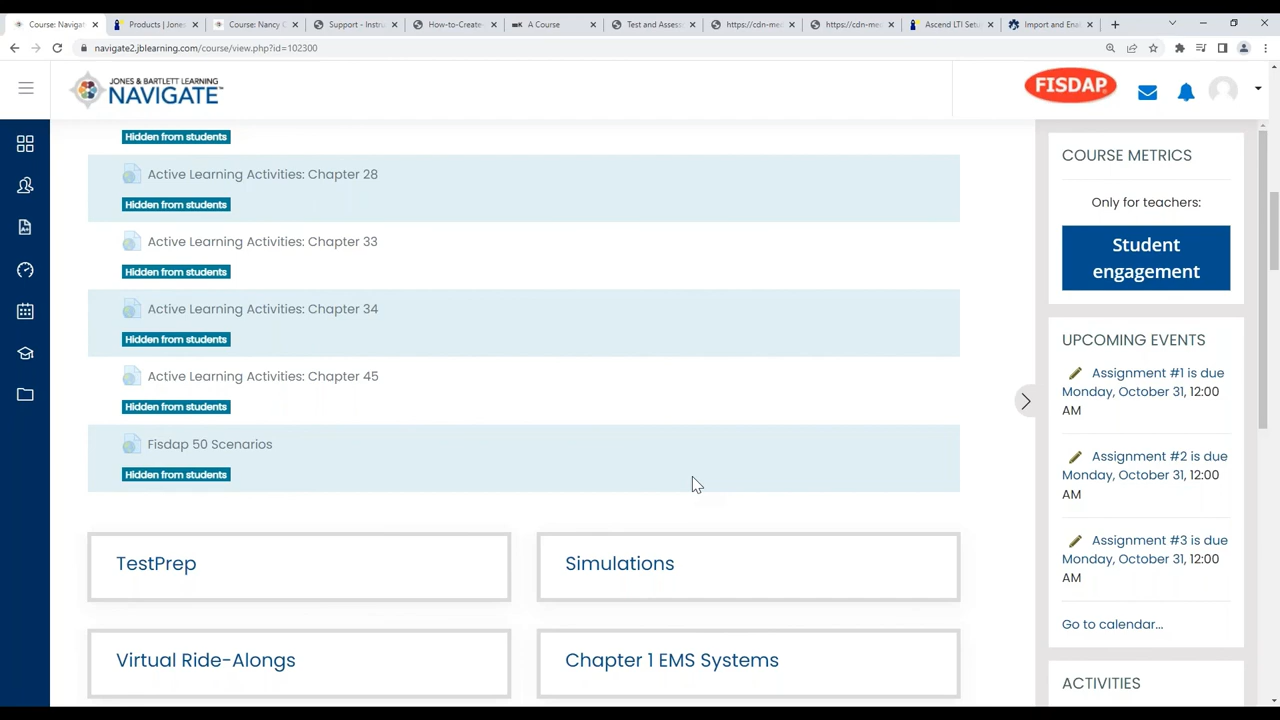 Course: Navigat
Products | Jones
Course: Nancy C
Support - Instru
How-to-Create-
A Course
Test and Assess
https://cdn-me
https://cdn-me
Ascend LTI Setu
Import and Ena
navigate2.jblearning.com/course/view.php?id=102300
JONES & BARTLETT LEARNING
NAVIGATE
FISDAP
Hidden from students
Active Learning Activities: Chapter 28
Hidden from students
Active Learning Activities: Chapter 33
Hidden from students
Active Learning Activities: Chapter 34
Hidden from students
Active Learning Activities: Chapter 45
Hidden from students
Fisdap 50 Scenarios
Hidden from students
TestPrep
Simulations
Virtual Ride-Alongs
Chapter 1 EMS Systems
COURSE METRICS
Only for teachers:
Student
engagement
UPCOMING EVENTS
Assignment #1 is due
Monday, October 31, 12:00
AM
Assignment #2 is due
Monday, October 31, 12:00
AM
Assignment #3 is due
Monday, October 31, 12:00
AM
Go to calendar...
ACTIVITIES